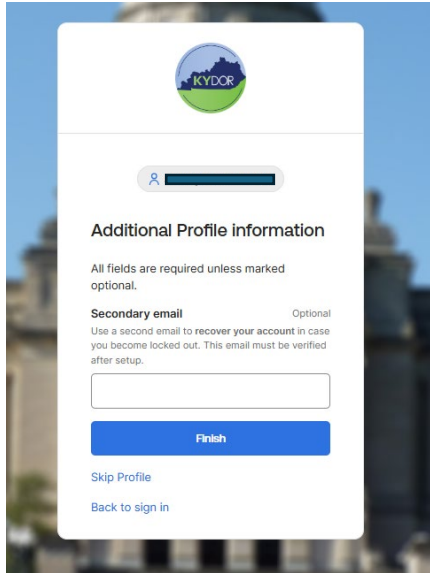 KYDOR
Additional Profile information
All fields are required unless marked
optional.
Secondary email Optional
Use a second email to recover your account in case
you become locked out. This email must be verified
after setup.
Finish
Skip Profile
Back to sign in